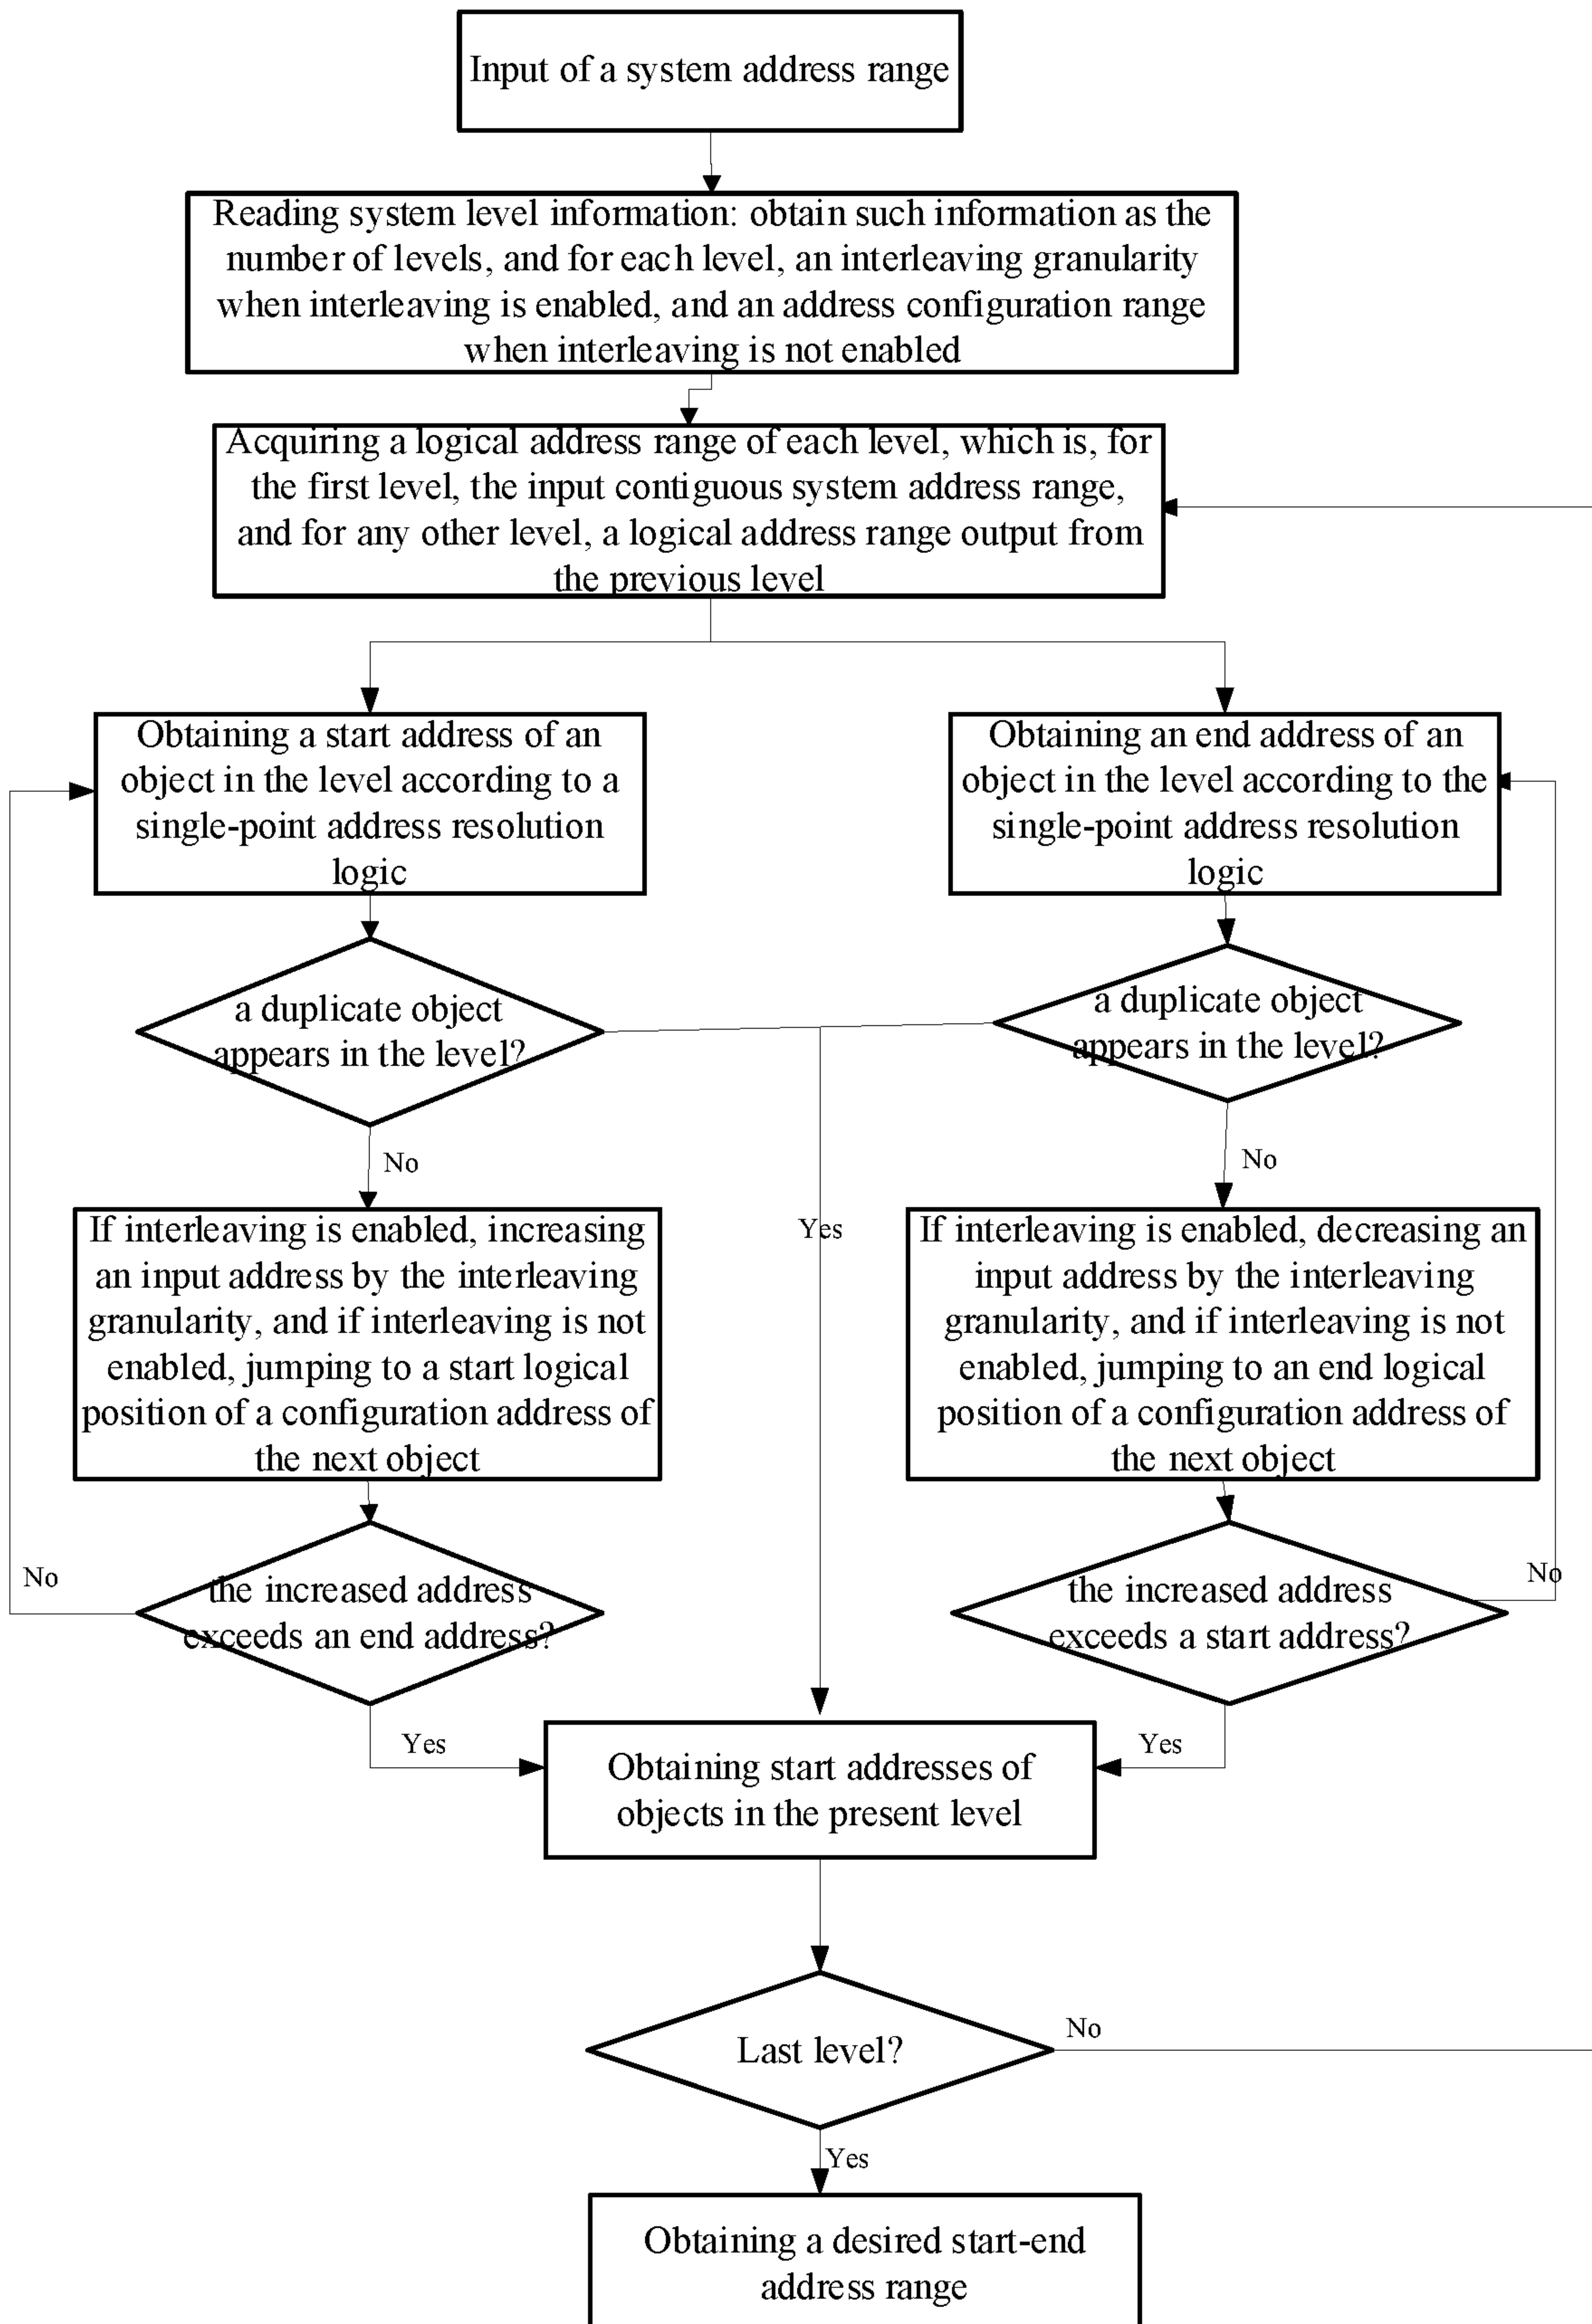 Input of a system address range
Reading system level information: obtain such information as the
number of levels, and for each level, an interleaving granularity
when interleaving is enabled, and an address configuration range
when interleaving is not enabled
Acquiring a logical address range of each level, which is, for
the first level, the input contiguous system address range,
and for any other level, a logical address range output from
the previous level
Obtaining a start address of an
object in the level according to a
single-point address resolution
logic
Obtaining an end address of an
object in the level according to the
single-point address resolution
logic
a duplicate object
appears in the level?
a duplicate object
appears in the level?
No
No
Yes
If interleaving is enabled, increasing
an input address by the interleaving
granularity, and if interleaving is not
enabled, jumping to a start logical
position of a configuration address of
the next object
If interleaving is enabled, decreasing an
input address by the interleaving
granularity, and if interleaving is not
enabled, jumping to an end logical
position of a configuration address of
the next object
No
the increased address
exceeds an end address?
the increased address
exceeds a start address?
No
Yes
Yes
Obtaining start addresses of
objects in the present level
Last level?
No
Yes
Obtaining a desired start-end
address range